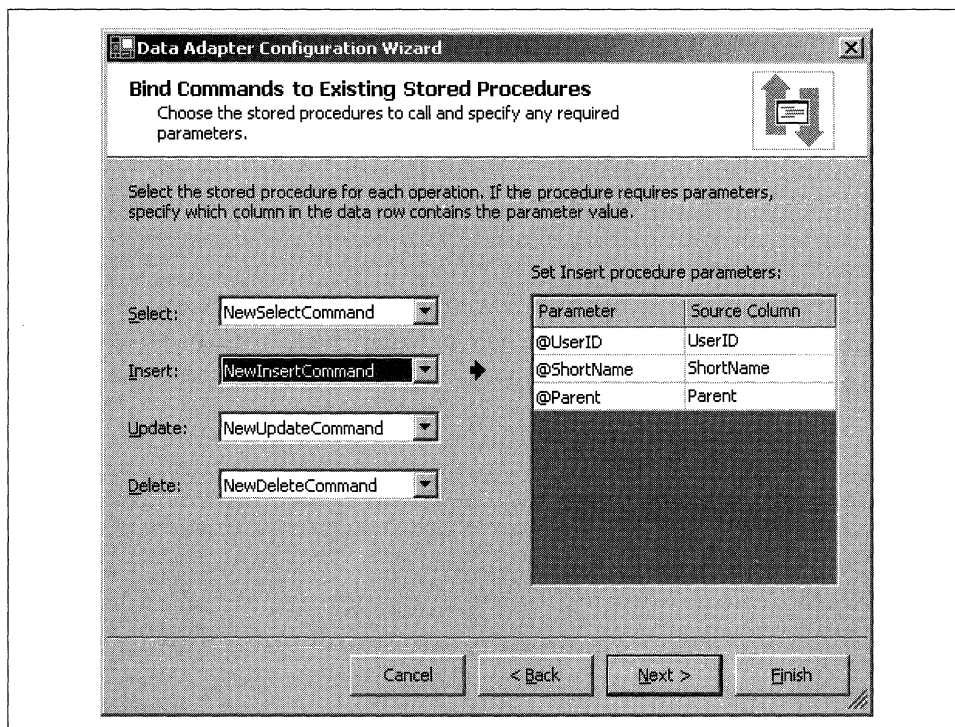 Data Adapter Configuration Wizard
Bind Commands to Existing Stored Procedures
Choose the stored procedures to call and specify any required
parameters.
Select the stored procedure for each operation. If the procedure requires parameters,
specify which column in the data row contains the parameter value.
Set Insert procedure parameters:
Select: NewSelectCommand
Insert: NewInsertCommand
Update: NewUpdateCommand
Delete: NewDeleteCommand
Parameter Source Column
@UserID UserID
@ShortName ShortName
@Parent Parent
Cancel < Back Next > Finish